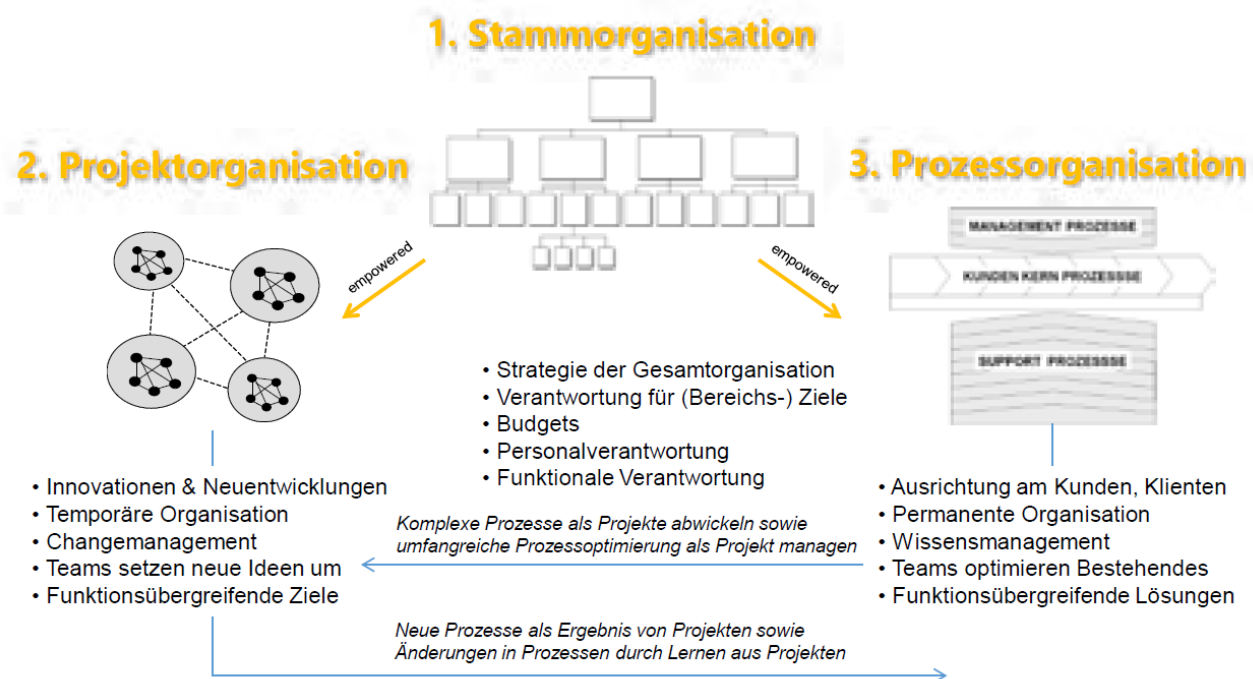 1. Stammorganisation
2. Projektorganisation
3. Prozessorganisation
MANAGEMENT PROZESSE
KUNDEN KERN PROZESSSE
SUPPORT PROZESSSE
empowered
empowered
• Strategie der Gesamtorganisation
• Verantwortung für (Bereichs-) Ziele
• Budgets
• Personalverantwortung
• Funktionale Verantwortung
• Innovationen & Neuentwicklungen
• Temporäre Organisation
• Changemanagement
• Teams setzen neue Ideen um
• Funktionsübergreifende Ziele
• Ausrichtung am Kunden, Klienten
• Permanente Organisation
• Wissensmanagement
• Teams optimieren Bestehendes
• Funktionsübergreifende Lösungen
Komplexe Prozesse als Projekte abwickeln sowie
umfangreiche Prozessoptimierung als Projekt managen
Neue Prozesse als Ergebnis von Projekten sowie
Änderungen in Prozessen durch Lernen aus Projekten